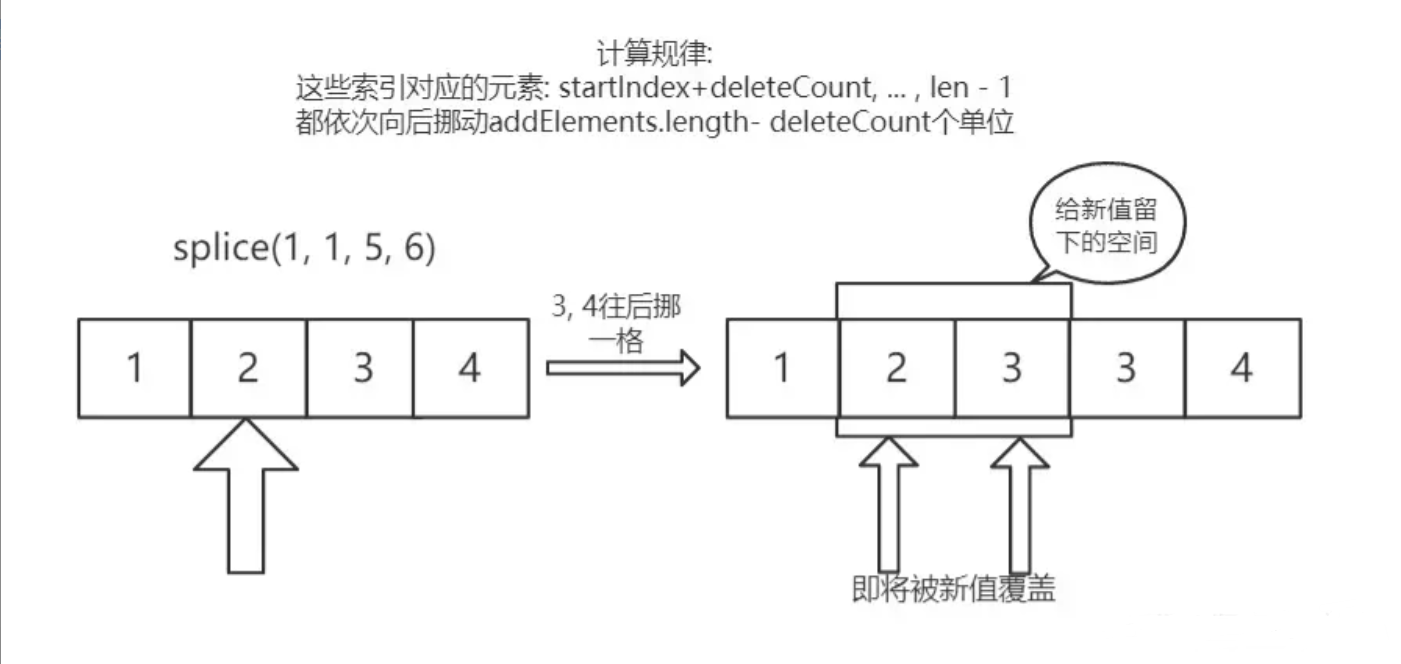 计算规律:
这些索引对应的元素: startIndex+deleteCount, ... , len - 1
都依次向后挪动addElements.length- deleteCount个单位
给新值留
下的空间
splice(1, 1, 5, 6)
3, 4往后挪
一格
1 2 3 4
1 2 3 3 4
即将被新值覆盖